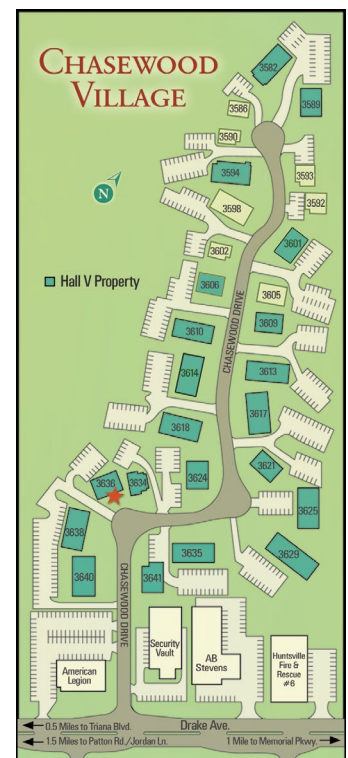 CHASEWOOD
VILLAGE
3582
3586
3589
3590
3594
3593
3598
3592
N
3602
3601
Hall V Property
3606
3605
3610
3609
CHASEWOOD DRIVE
3614
3613
3617
3618
3621
3636
3634
3624
3625
3638
3635
3629
3640
3641
CHASEWOOD DRIVE
American
Legion
Security
Vault
AB
Stevens
Huntsville
Fire &
Rescue
#6
0.5 Miles to Triana Blvd.
Drake Ave.
1.5 Miles to Patton Rd./Jordan Ln.
1 Mile to Memorial Pkwy.